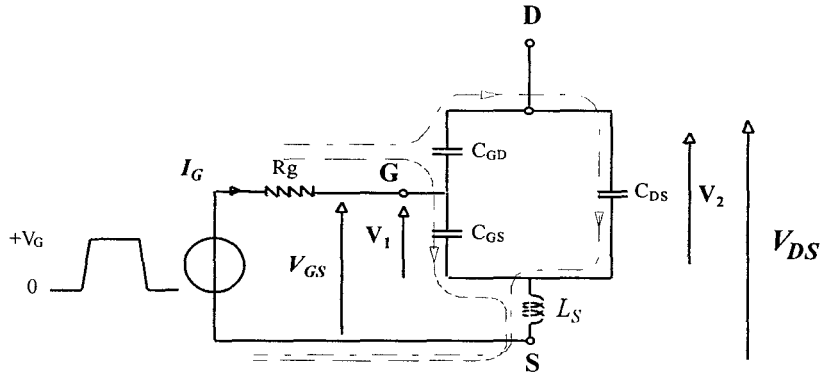 D
C_GD
I_G
Rg
G
C_DS
V_2
+V_G
V_1
C_GS
V_GS
V_DS
0
L_S
S